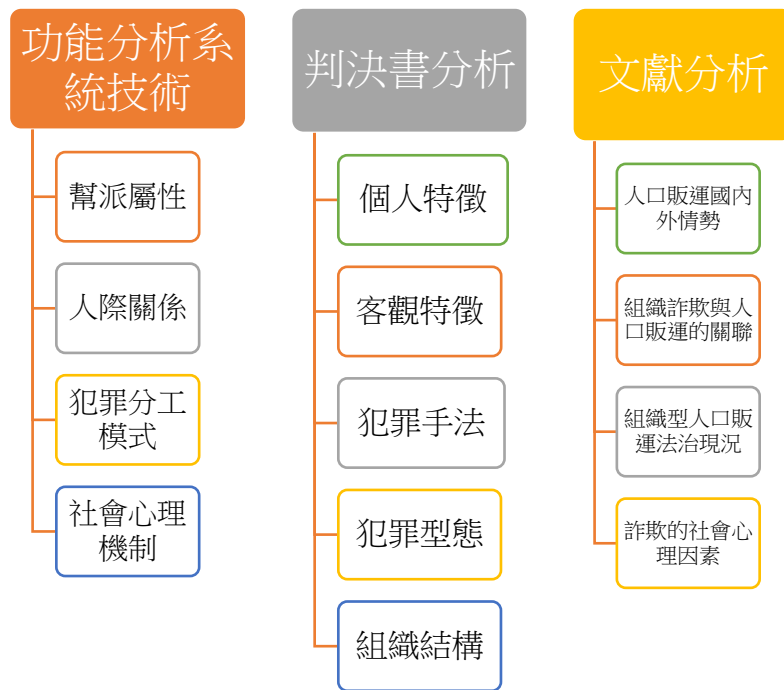 功能分析系
統技術
幫派屬性
人際關係
犯罪分工
模式
社會心理
機制
判決書分析
個人特徵
客觀特徵
犯罪手法
犯罪型態
組織結構
文獻分析
人口販運國內
外情勢
組織詐欺與人
口販運的關聯
組織型人口販
運法治現況
詐欺的社會心
理因素